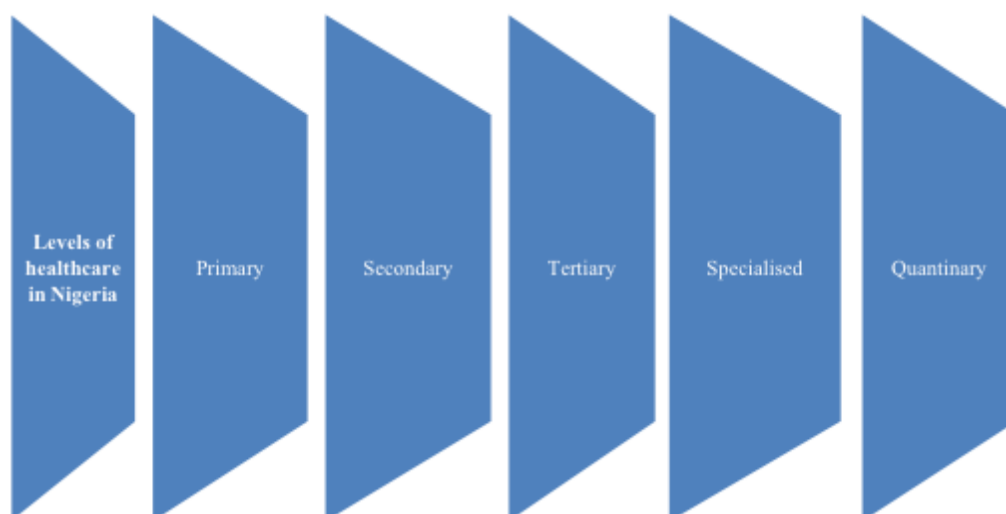 Levels of
healthcare
in Nigeria
Primary
Secondary
Tertiary
Specialised
Quantinary